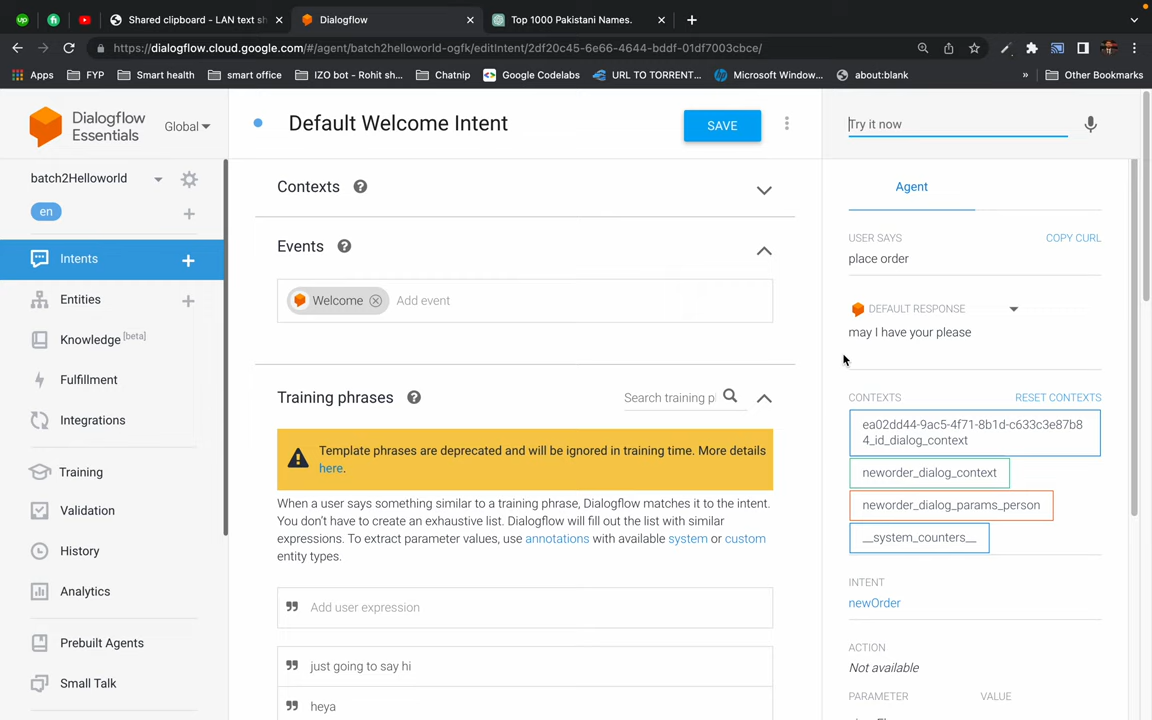 Shared clipboard - LAN text sh
Dialogflow
Top 1000 Pakistani Names.
https://dialogflow.cloud.google.com/#/agent/batch2helloworld-ogfk/editIntent/2df20c45-6e66-4644-bddf-01df7003cbce/
Apps
FYP
Smart health
smart office
IZO bot - Rohit sh...
Chatnip
Google Codelabs
URL TO TORRENT...
Microsoft Window...
about:blank
»
Other Bookmarks
Dialogflow
Essentials
Global
batch2Helloworld
en
Intents
Entities
Knowledge [beta]
Fulfillment
Integrations
Training
Validation
History
Analytics
Prebuilt Agents
Small Talk
Default Welcome Intent
SAVE
Contexts
Events
Welcome
Add event
Training phrases
Search training p
Template phrases are deprecated and will be ignored in training time. More details
here.
When a user says something similar to a training phrase, Dialogflow matches it to the intent.
You don't have to create an exhaustive list. Dialogflow will fill out the list with similar
expressions. To extract parameter values, use annotations with available system or custom
entity types.
Add user expression
just going to say hi
heya
Try it now
Agent
USER SAYS
COPY CURL
place order
DEFAULT RESPONSE
may I have your please
CONTEXTS
RESET CONTEXTS
ea02dd44-9ac5-4f71-8b1d-c633c3e87b8
4_id_dialog_context
neworder_dialog_context
neworder_dialog_params_person
__system_counters__
INTENT
newOrder
ACTION
Not available
PARAMETER
VALUE